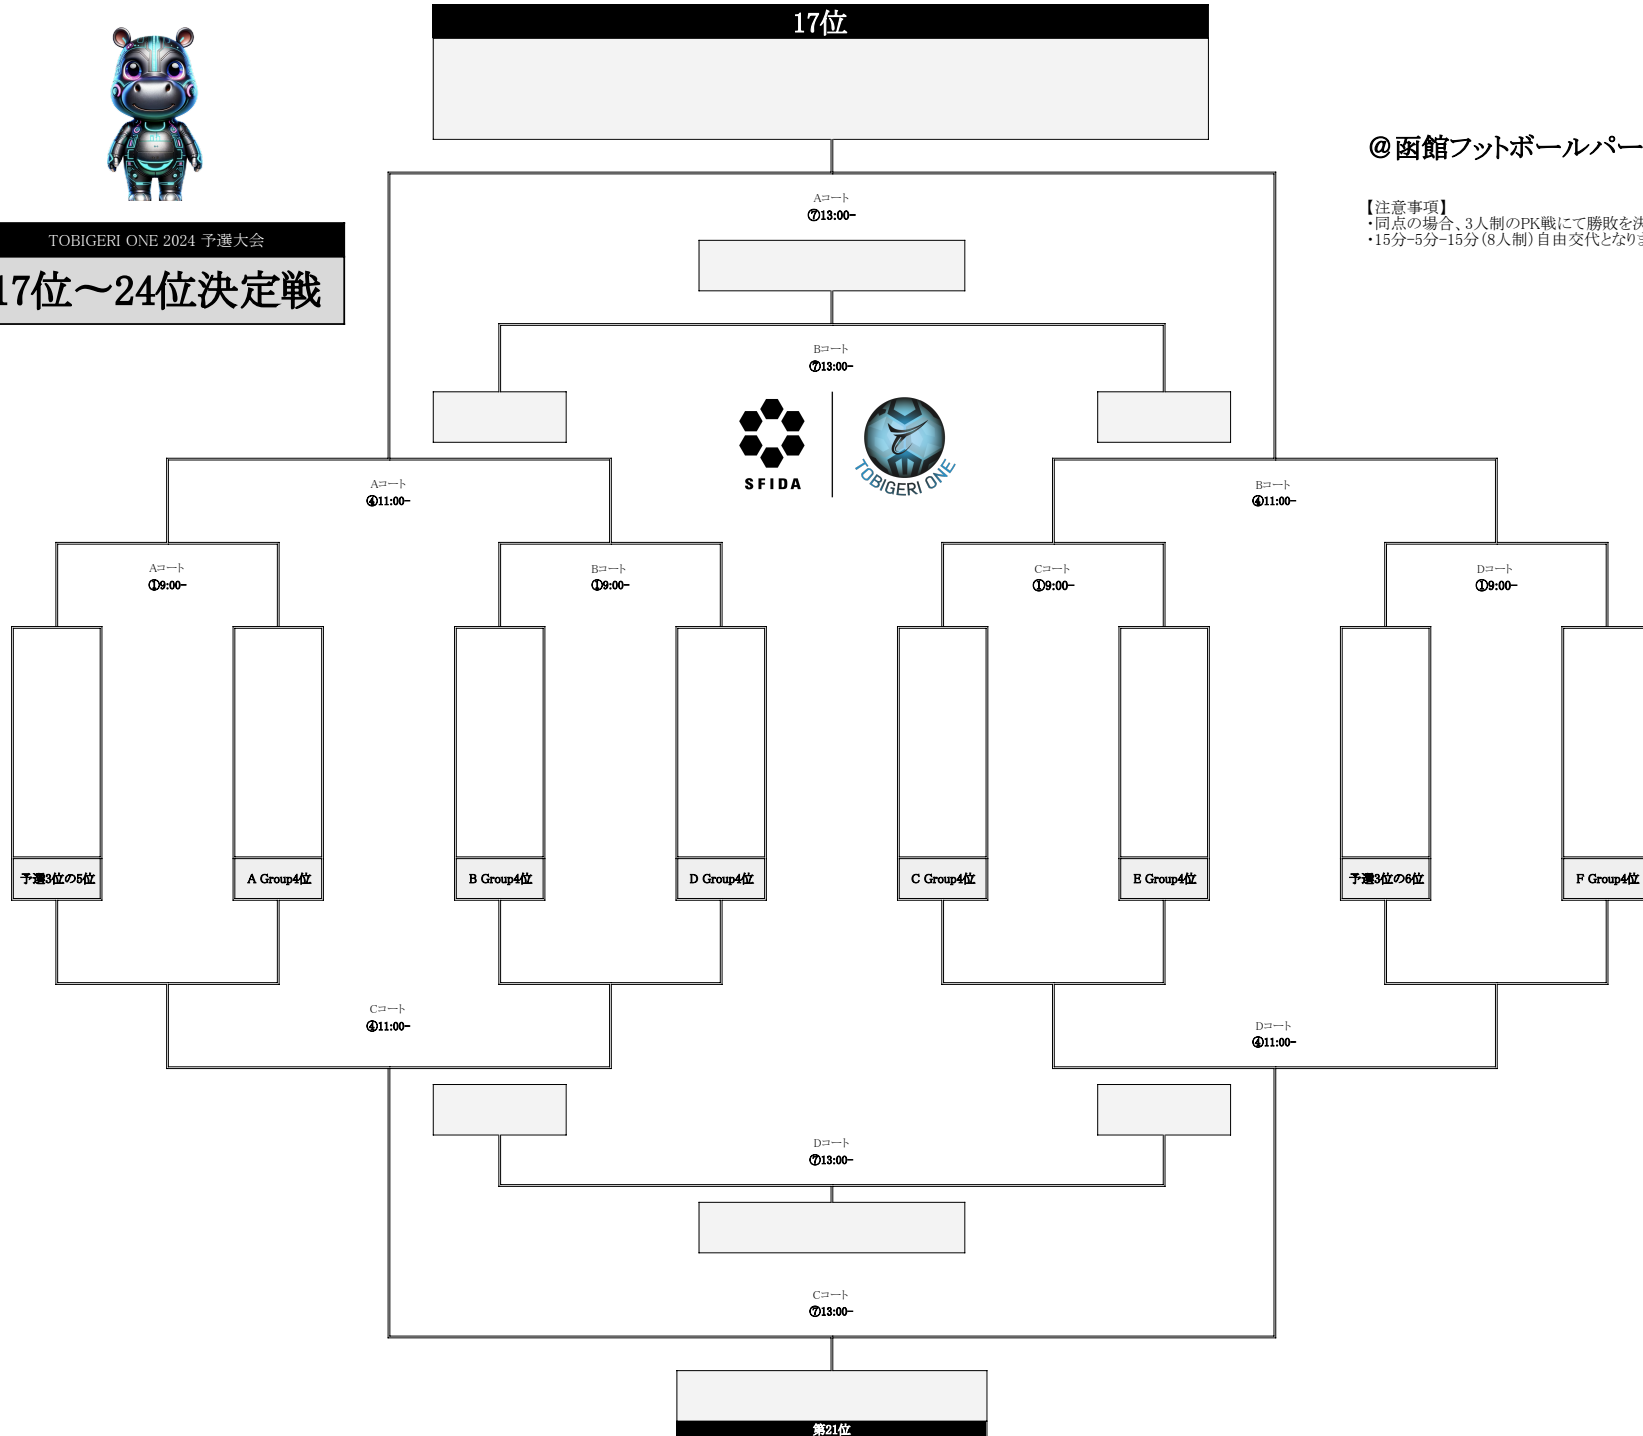 17位
@函館フットボールパー
【注意事項】
・同点の場合、3人制のPK戦にて勝敗を決
・15分-5分-15分(8人制)自由交代となりま
TOBIGERI ONE 2024 予選大会
17位～24位決定戦
Aコート
⑦13:00-
Bコート
⑦13:00-
SFIDA
TOBIGERI ONE
Aコート
④11:00-
Bコート
④11:00-
Aコート
①9:00-
Bコート
①9:00-
Cコート
①9:00-
Dコート
①9:00-
予選3位の5位
A Group4位
B Group4位
D Group4位
C Group4位
E Group4位
予選3位の6位
F Group4位
Cコート
④11:00-
Dコート
④11:00-
Dコート
⑦13:00-
Cコート
⑦13:00-
第21位